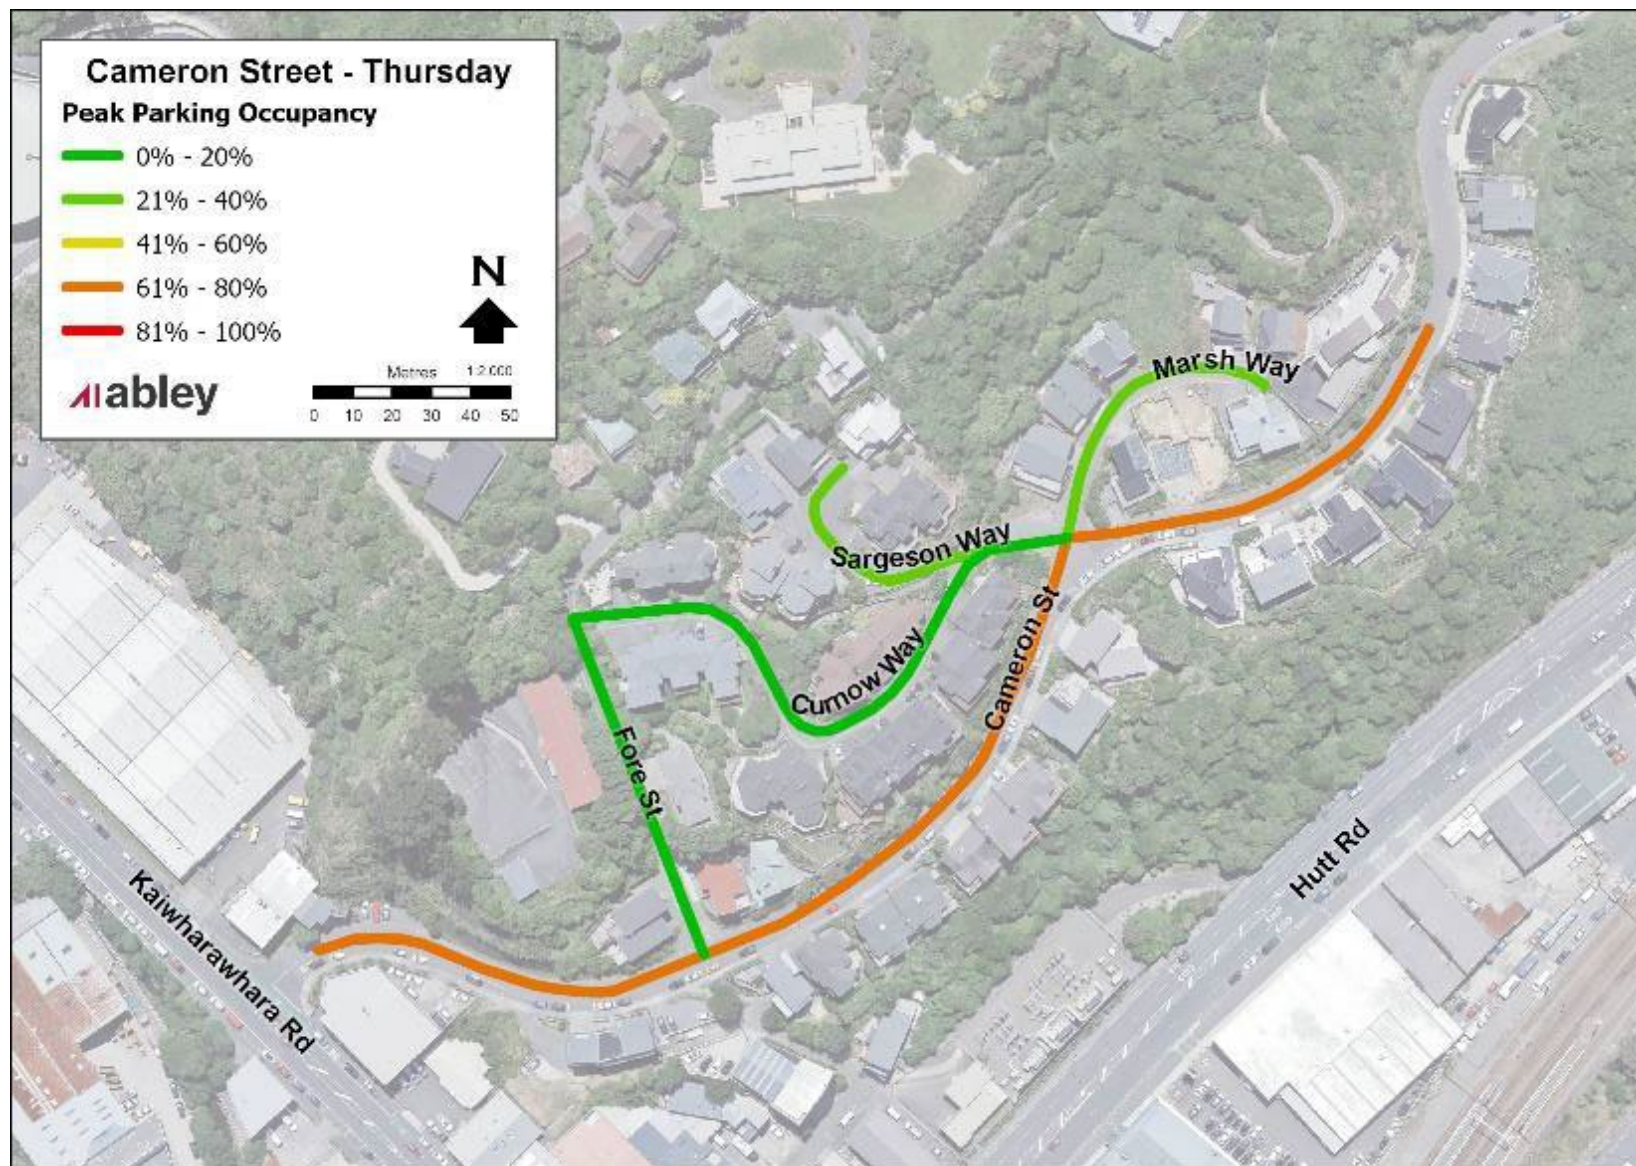 Cameron Street - Thursday
Peak Parking Occupancy
0% - 20%
21% - 40%
41% - 60%
61% - 80%
81% - 100%
N
abley
Metres 1:2 000
0 10 20 30 40 50
Marsh Way
Sargeson Way
Cameron St
Curnow Way
Fore St
Hutt Rd
Kaiwharawhara Rd